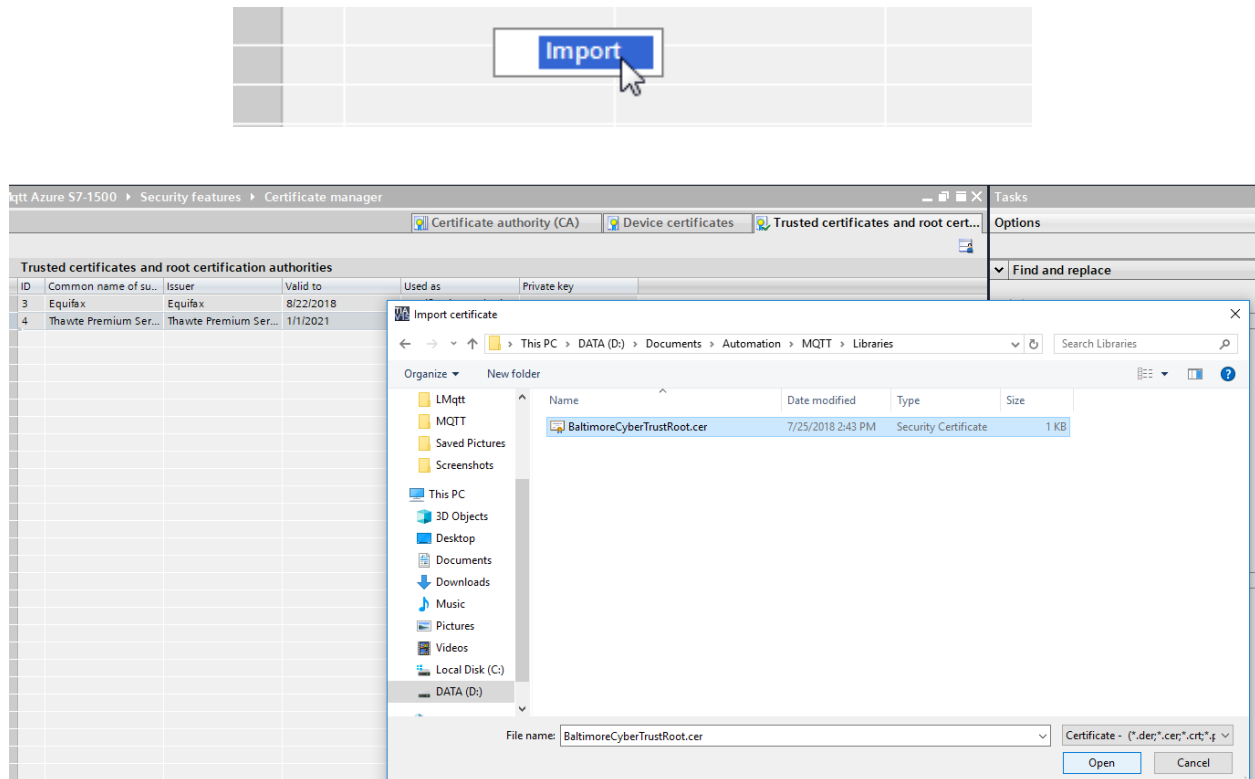 Import
qtt Azure S7-1500 Security features Certificate manager
Tasks
Certificate authority (CA) Device certificates Trusted certificates and root cert... Options
Trusted certificates and root certification authorities
Find and replace
ID Common name of su.. Issuer Valid to Used as Private key
3 Equifax Equifax 8/22/2018
4 Thawte Premium Ser... Thawte Premium Ser... 1/1/2021
Import certificate
This PC > DATA (D:) > Documents > Automation > MQTT > Libraries
Search Libraries
Organize New folder
Name Date modified Type Size
BaltimoreCyberTrustRoot.cer 7/25/2018 2:43 PM Security Certificate 1 KB
LMqtt
MQTT
Saved Pictures
Screenshots
This PC
3D Objects
Desktop
Documents
Downloads
Music
Pictures
Videos
Local Disk (C:)
DATA (D:)
File name: BaltimoreCyberTrustRoot.cer
Certificate - (*.der;*.cer;*.crt;*.p
Open Cancel